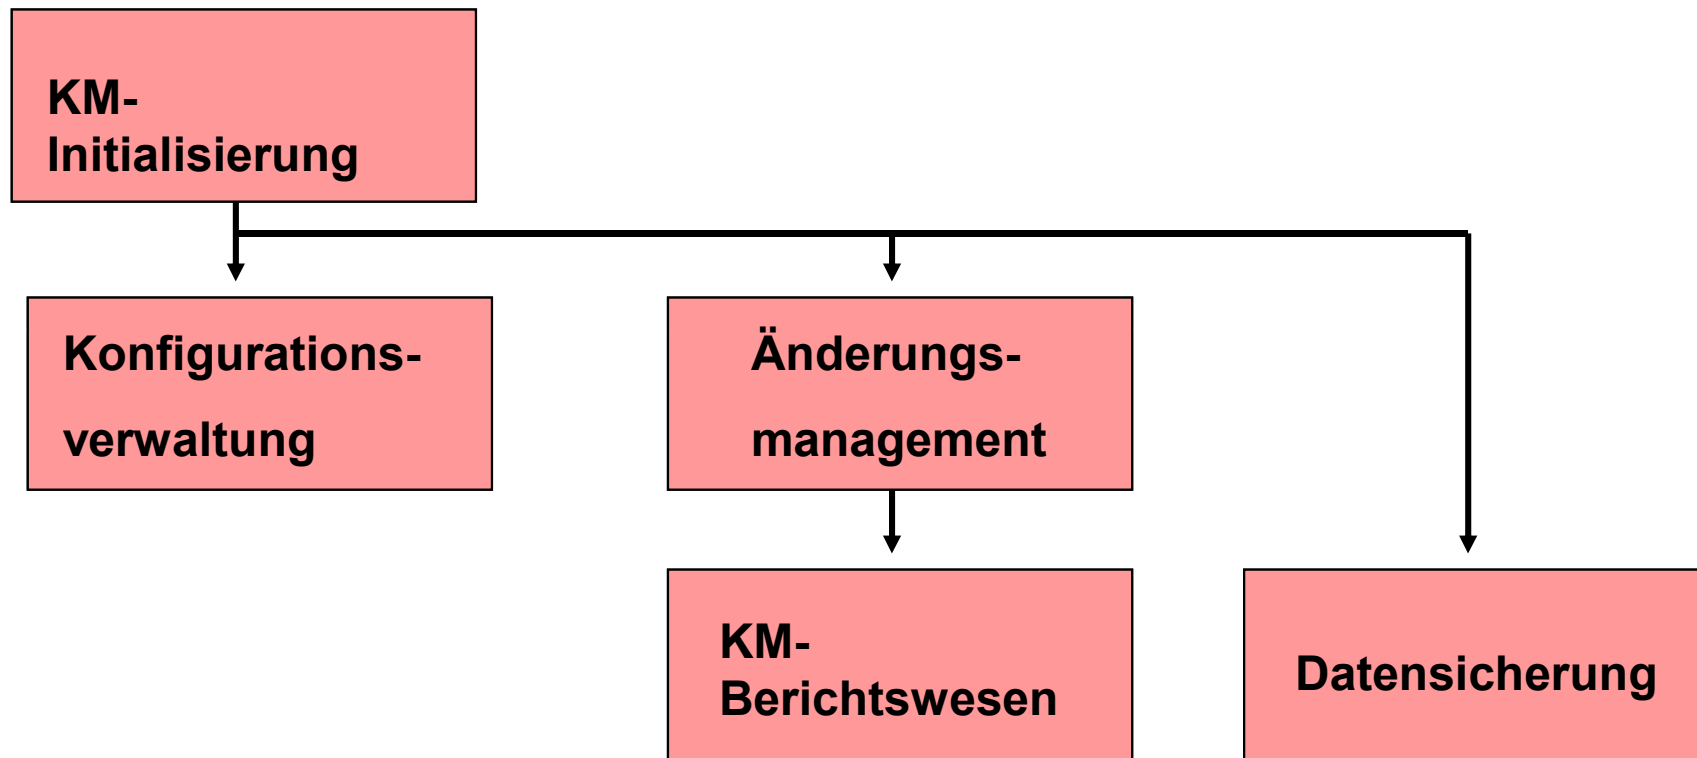 KM-
Initialisierung
Konfigurations-
verwaltung
Änderungs-
management
KM-
Berichtswesen
Datensicherung